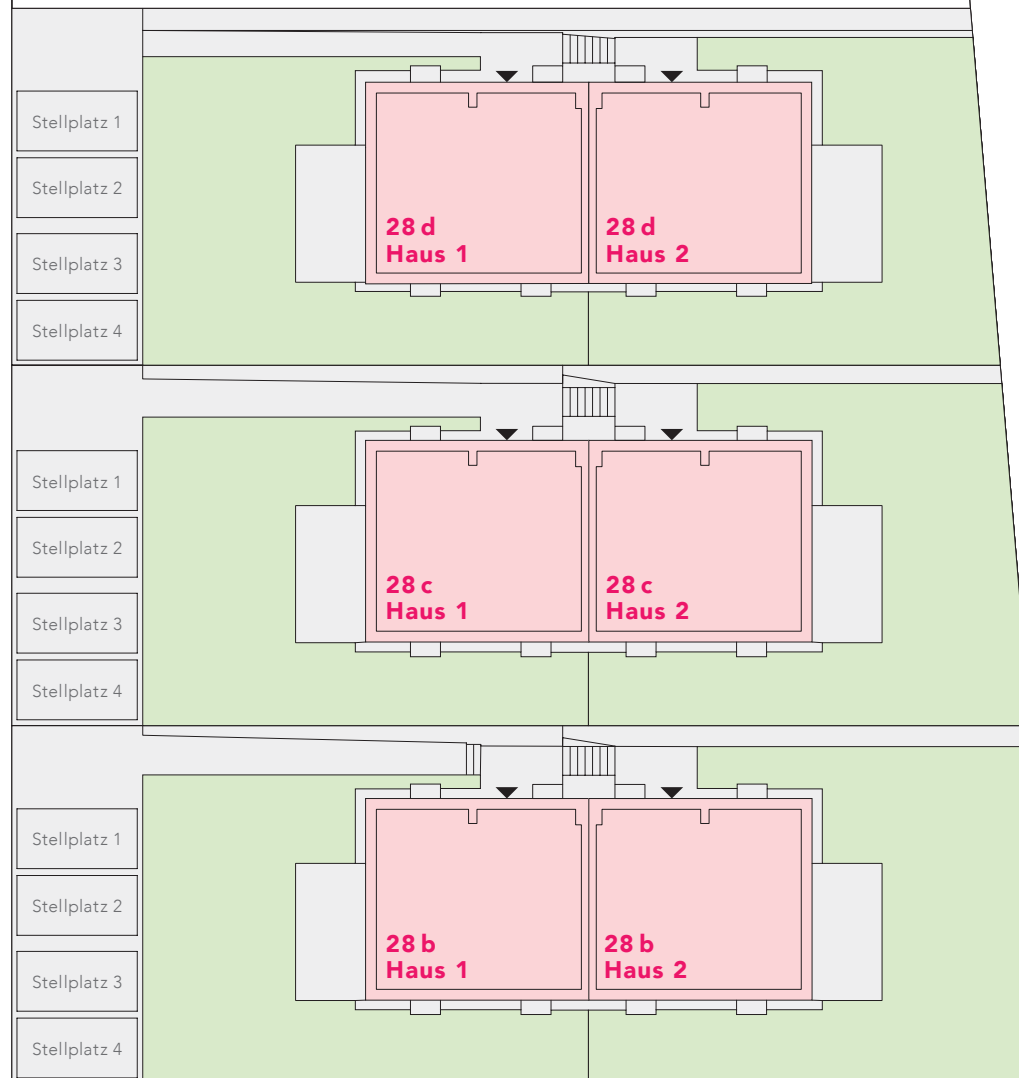 Stellplatz 1
Stellplatz 2
Stellplatz 3
Stellplatz 4
28 d
Haus 1
28 d
Haus 2
Stellplatz 1
Stellplatz 2
Stellplatz 3
Stellplatz 4
28 c
Haus 1
28 c
Haus 2
Stellplatz 1
Stellplatz 2
Stellplatz 3
Stellplatz 4
28 b
Haus 1
28 b
Haus 2